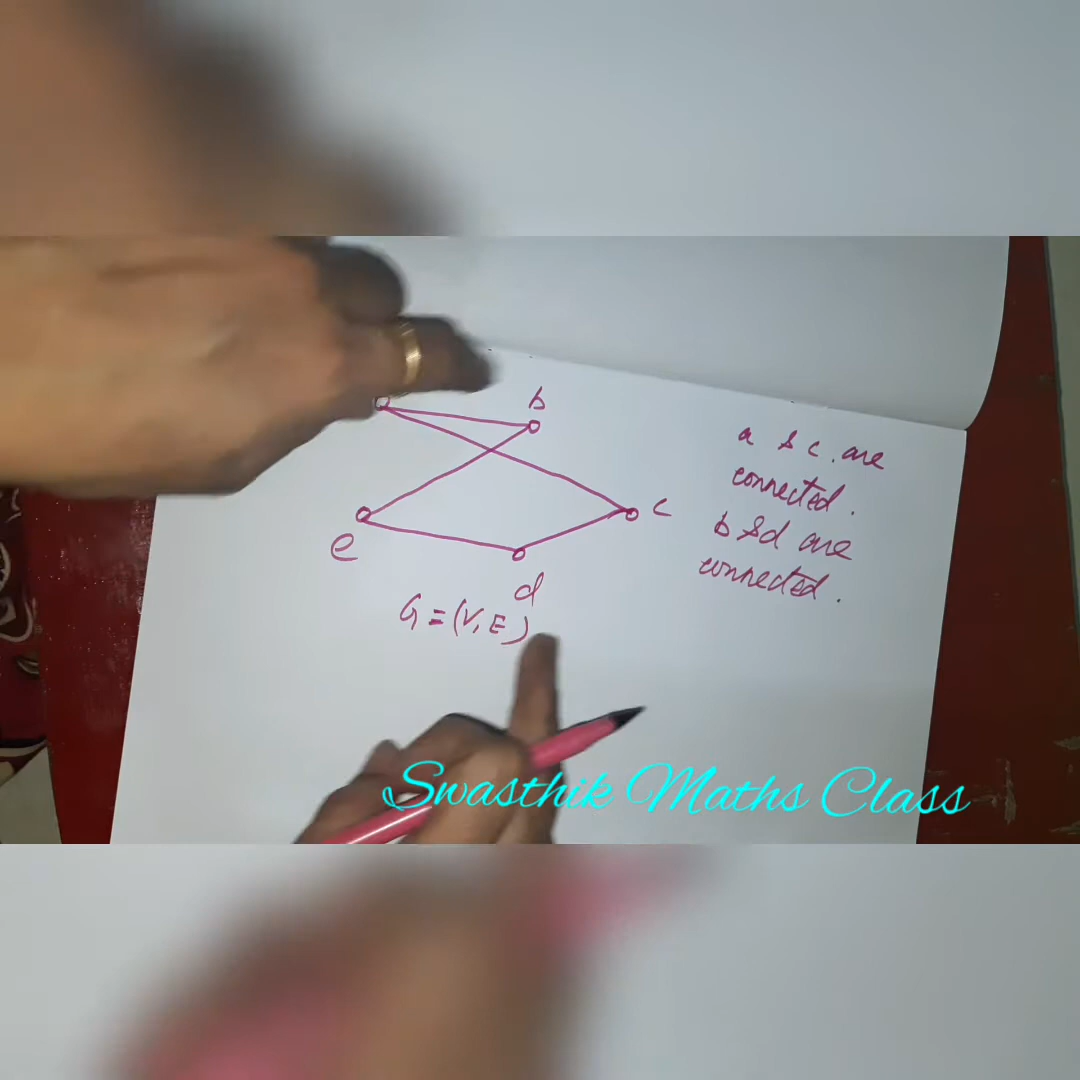 b
a & c. are
connected.
b & d are
connected.
c
e
d
G = (V, E)
Swasthik Maths Class